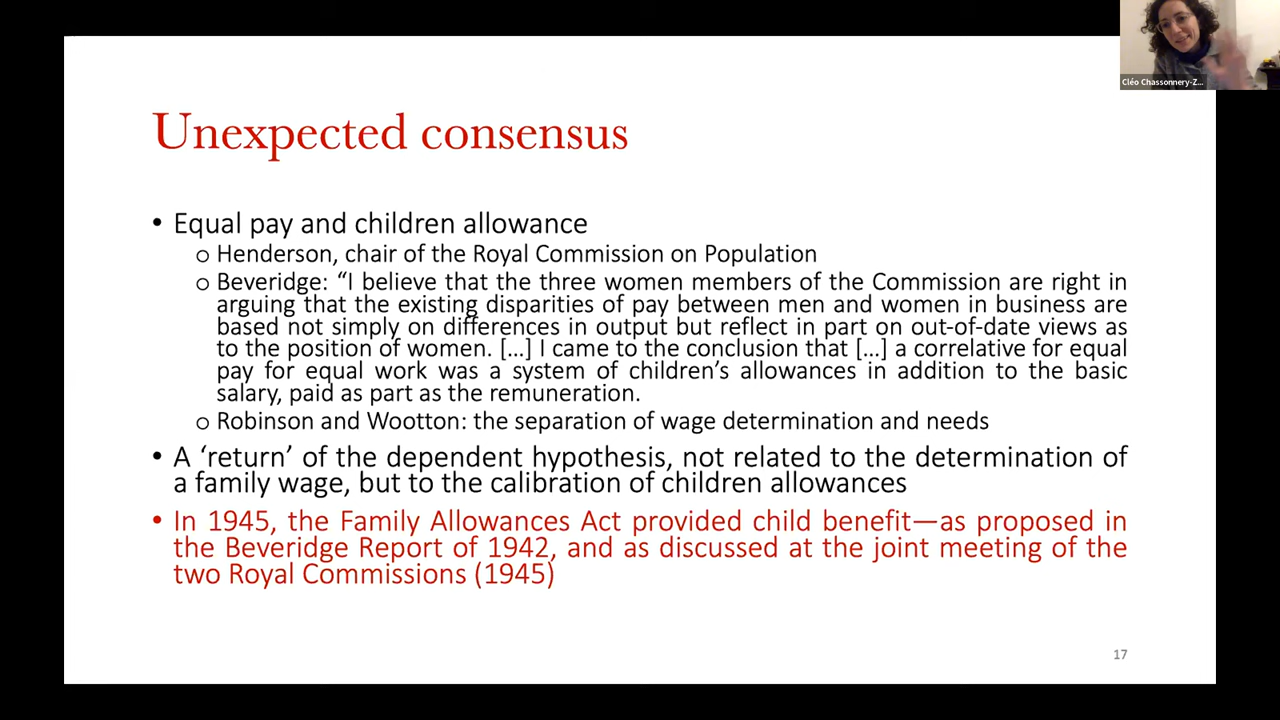 Cléo Chassonnery-Z...
Unexpected consensus
• Equal pay and children allowance
o Henderson, chair of the Royal Commission on Population
o Beveridge: “I believe that the three women members of the Commission are right in
arguing that the existing disparities of pay between men and women in business are
based not simply on differences in output but reflect in part on out-of-date views as
to the position of women. […] I came to the conclusion that […] a correlative for equal
pay for equal work was a system of children’s allowances in addition to the basic
salary, paid as part as the remuneration.
o Robinson and Wootton: the separation of wage determination and needs
• A ‘return’ of the dependent hypothesis, not related to the determination of
a family wage, but to the calibration of children allowances
• In 1945, the Family Allowances Act provided child benefit—as proposed in
the Beveridge Report of 1942, and as discussed at the joint meeting of the
two Royal Commissions (1945)
17